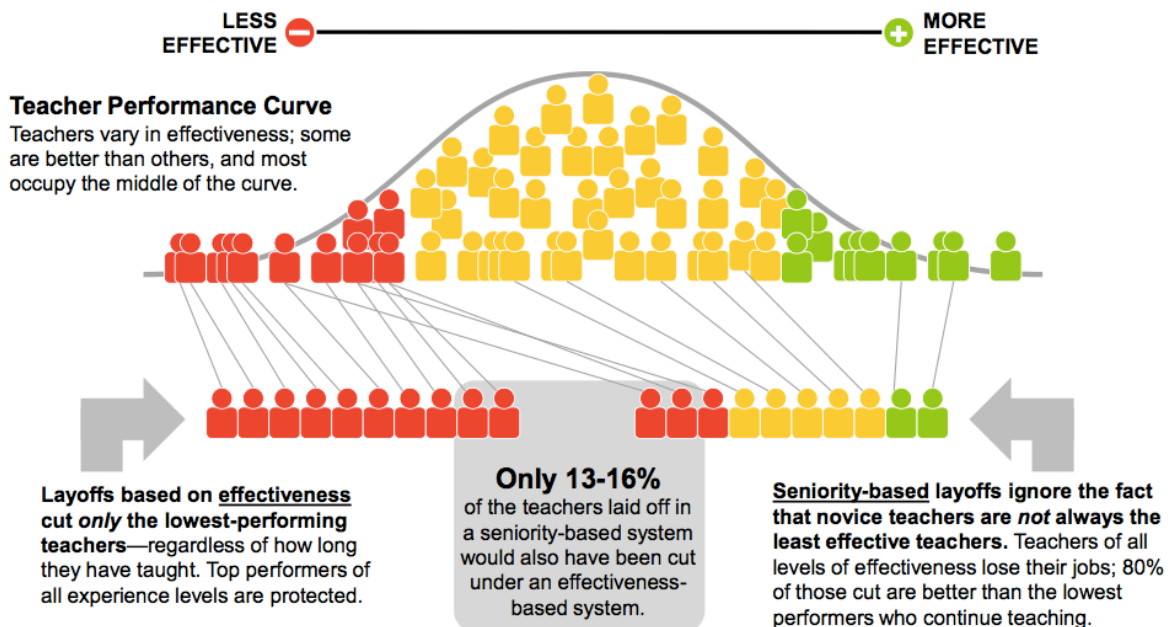 LESS
EFFECTIVE
MORE
EFFECTIVE
Teacher Performance Curve
Teachers vary in effectiveness; some
are better than others, and most
occupy the middle of the curve.
Layoffs based on effectiveness
cut only the lowest-performing
teachers—regardless of how long
they have taught. Top performers of
all experience levels are protected.
Only 13-16%
of the teachers laid off in
a seniority-based system
would also have been cut
under an effectiveness-
based system.
Seniority-based layoffs ignore the fact
that novice teachers are not always the
least effective teachers. Teachers of all
levels of effectiveness lose their jobs; 80%
of those cut are better than the lowest
performers who continue teaching.